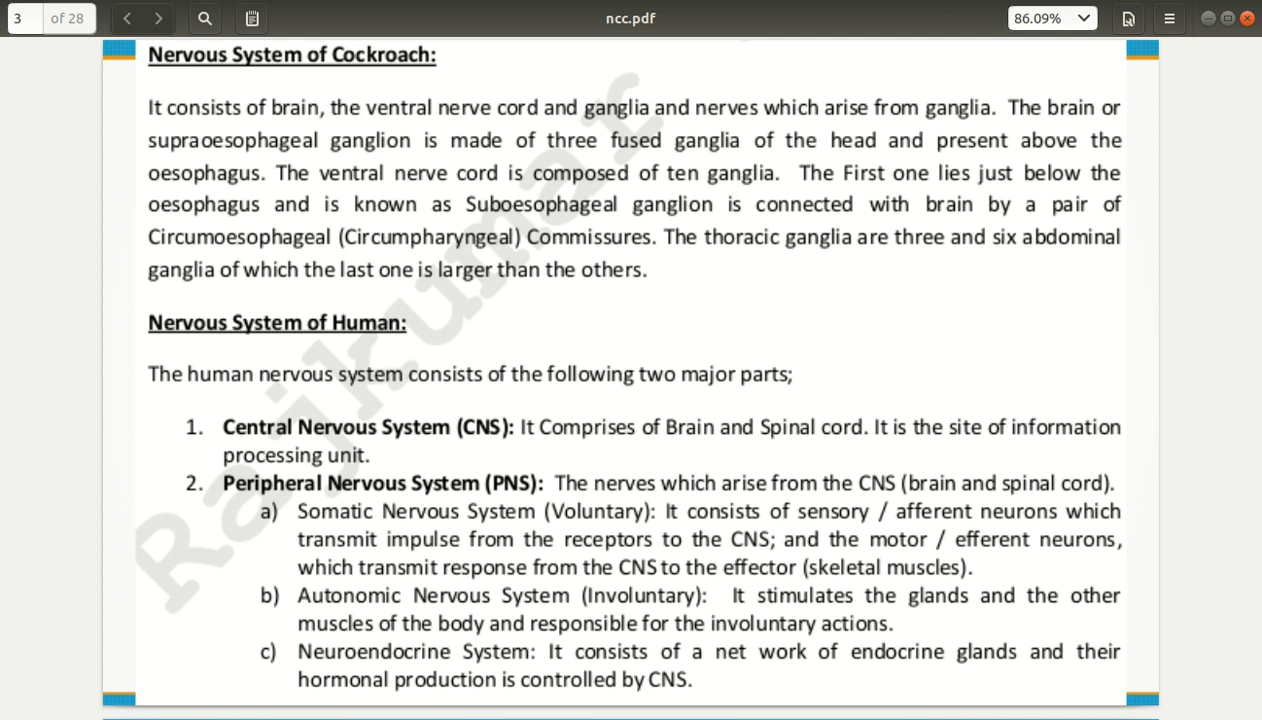 3 of 28 ncc.pdf 86.09%
Nervous System of Cockroach:
It consists of brain, the ventral nerve cord and ganglia and nerves which arise from ganglia. The brain or
supraoesophageal ganglion is made of three fused ganglia of the head and present above the
oesophagus. The ventral nerve cord is composed of ten ganglia. The First one lies just below the
oesophagus and is known as Suboesophageal ganglion is connected with brain by a pair of
Circumoesophageal (Circumpharyngeal) Commissures. The thoracic ganglia are three and six abdominal
ganglia of which the last one is larger than the others.
Nervous System of Human:
The human nervous system consists of the following two major parts;
1. Central Nervous System (CNS): It Comprises of Brain and Spinal cord. It is the site of information
processing unit.
2. Peripheral Nervous System (PNS): The nerves which arise from the CNS (brain and spinal cord).
a) Somatic Nervous System (Voluntary): It consists of sensory / afferent neurons which
transmit impulse from the receptors to the CNS; and the motor / efferent neurons,
which transmit response from the CNS to the effector (skeletal muscles).
b) Autonomic Nervous System (Involuntary): It stimulates the glands and the other
muscles of the body and responsible for the involuntary actions.
c) Neuroendocrine System: It consists of a net work of endocrine glands and their
hormonal production is controlled by CNS.
Rajkumar